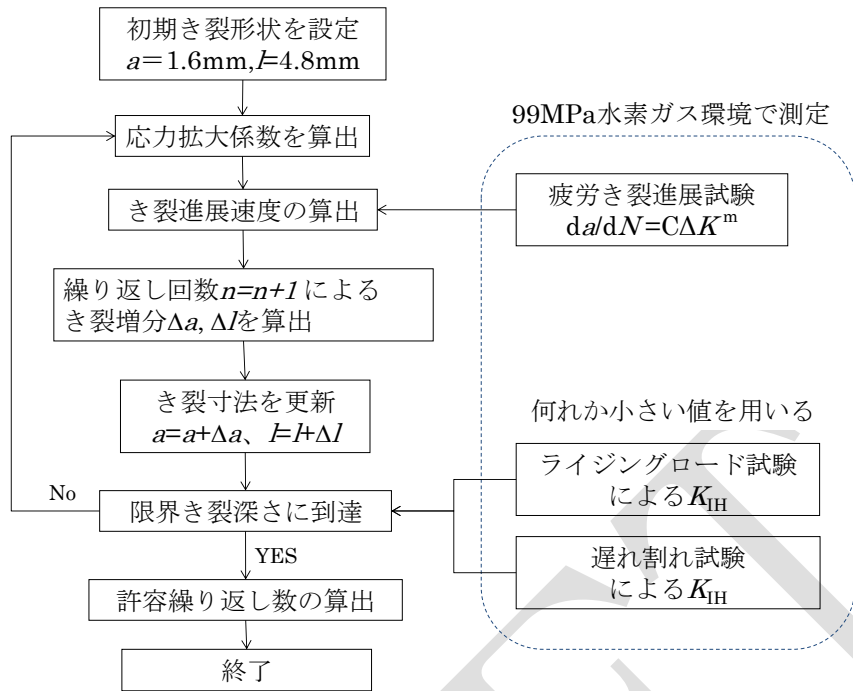 初期き裂形状を設定
a=1.6mm,l=4.8mm
応力拡大係数を算出
き裂進展速度の算出
繰り返し回数n=n+1による
き裂増分Δa, Δlを算出
き裂寸法を更新
a=a+Δa、l=l+Δl
No
限界き裂深さに到達
YES
許容繰り返し数の算出
終了
99MPa水素ガス環境で測定
疲労き裂進展試験
da/dN=CΔK^m
何れか小さい値を用いる
ライジングロード試験
によるK_IH
遅れ割れ試験
によるK_IH